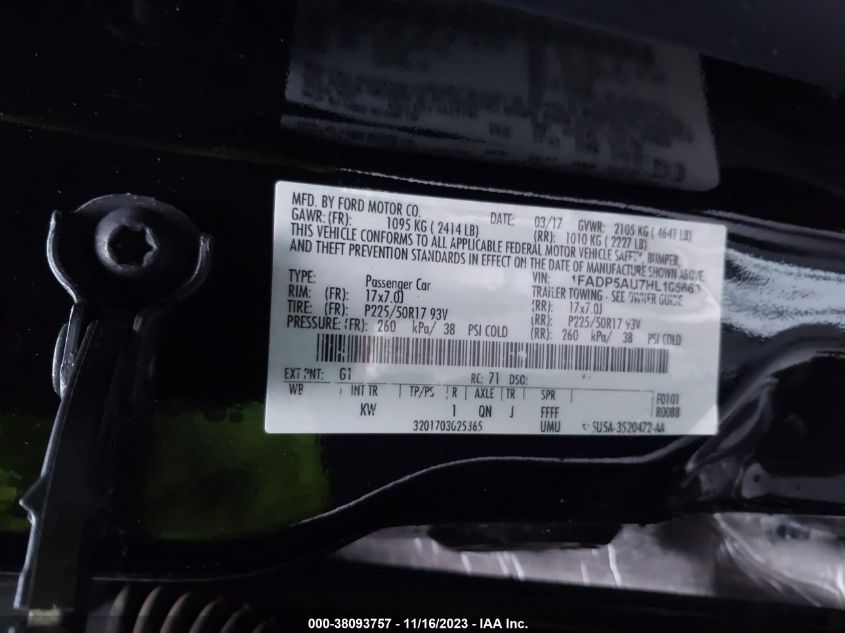 MFD. BY FORD MOTOR CO. DATE: 03/17 GVWR: 2105 KG ( 4641 LB)
GAWR: (FR): 1095 KG ( 2414 LB) (RR): 1010 KG ( 2227 LB)
THIS VEHICLE CONFORMS TO ALL APPLICABLE FEDERAL MOTOR VEHICLE SAFETY, BUMPER,
AND THEFT PREVENTION STANDARDS IN EFFECT ON THE DATE OF MANUFACTURE SHOWN ABOVE.
VIN:
TYPE: Passenger Car TRAILER TOWING - SEE OWNER GUIDE
RIM: (FR): 17x7.0J (RR): 17x7.0J
TIRE: (FR): P225/50R17 93V (RR): P225/50R17 93V
PRESSURE: (FR): 260 kPa/ 38 PSI COLD (RR): 260 kPa/ 38 PSI COLD
EXT PNT: G1 RC: 71 DSO:
WB INT TR TP/PS R AXLE TR SPR F0101
KW 1 QN J FFFF R0088
3201703025365 UMU 5U5A-3520472-AA
000-38093757 - 11/16/2023 - IAA Inc.